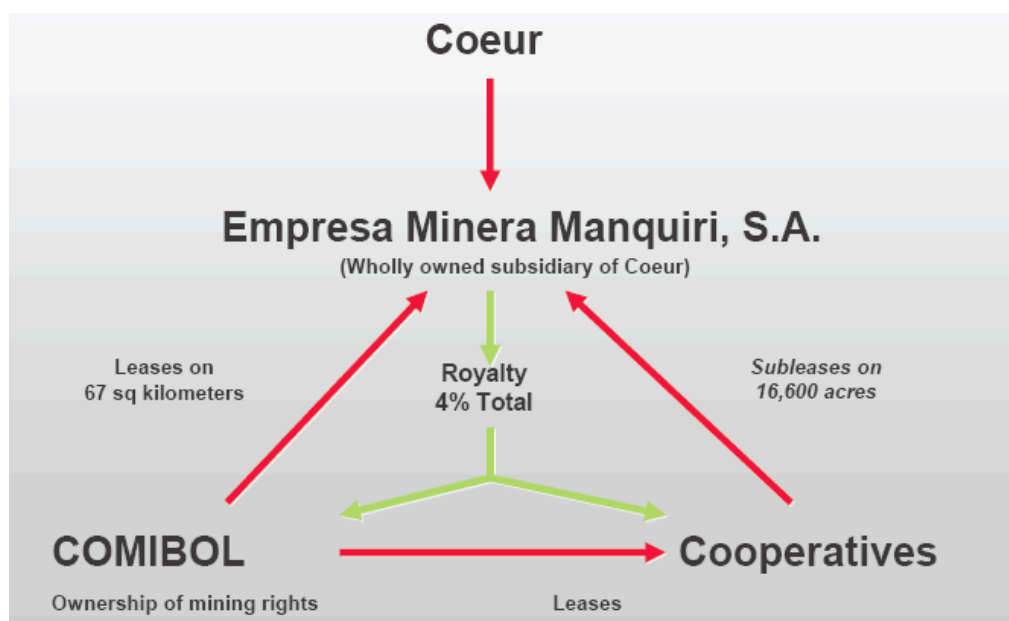 Coeur
Empresa Minera Manquiri, S.A.
(Wholly owned subsidiary of Coeur)
Leases on
67 sq kilometers
Royalty
4% Total
Subleases on
16,600 acres
COMIBOL
Cooperatives
Ownership of mining rights
Leases